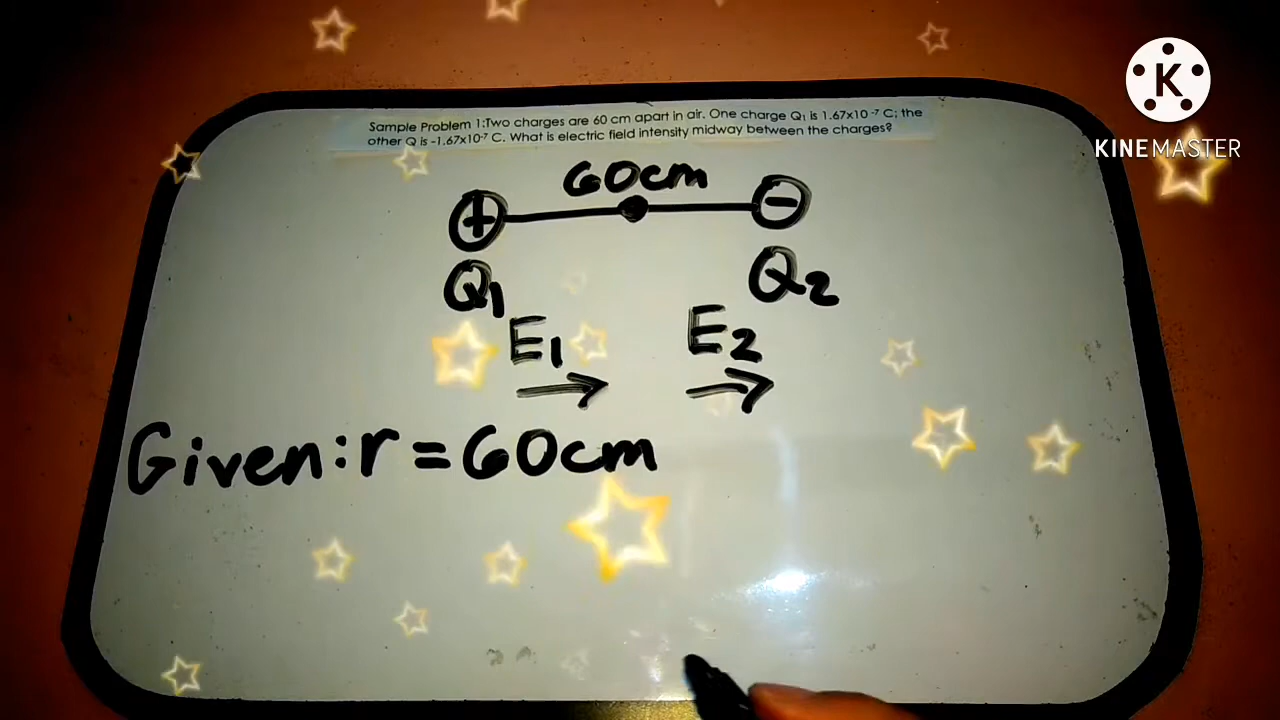 Sample Problem 1:Two charges are 60 cm apart in air. One charge Q₁ is 1.67x10⁻⁷ C; the
other Q is -1.67x10⁻⁷ C. What is electric field intensity midway between the charges?
60cm
+ −
Q₁ Q₂
E₁ E₂
→ →
Given: r = 60cm
K
KINEMASTER